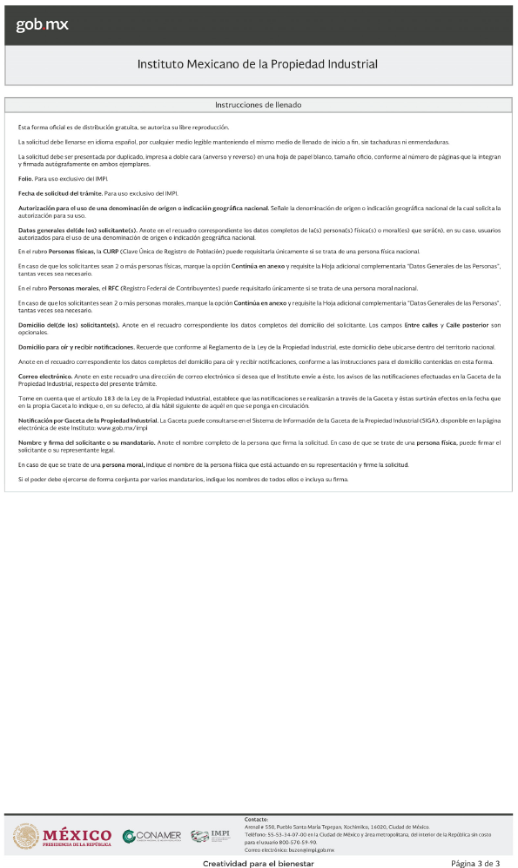 gob.mx
Instituto Mexicano de la Propiedad Industrial
Instrucciones de llenado
Esta forma oficial es de distribución gratuita, se autoriza su libre reproducción.
La solicitud debe llenarse en idioma español, por cualquier medio legible manteniendo el mismo medio de llenado de inicio a fin, sin tachaduras ni enmendaduras.
La solicitud debe ser presentada por duplicado, impresa a doble cara (anverso y reverso) en una hoja de papel blanco, tamaño oficio, conforme al número de páginas que la integran
y firmada autógrafamente en ambos ejemplares.
Folio. Para uso exclusivo del IMPI.
Fecha de solicitud del trámite. Para uso exclusivo del IMPI.
Autorización para el uso de una denominación de origen o indicación geográfica nacional. Señale la denominación de origen o indicación geográfica nacional de la cual solicita la
autorización para su uso.
Datos generales del(de los) solicitante(s). Anote en el recuadro correspondiente los datos completos de la(s) persona(s) física(s) o moral(es) que será(n), en su caso, usuarios
autorizados para el uso de una denominación de origen o indicación geográfica nacional.
En el rubro Personas físicas, la CURP (Clave Única de Registro de Población) puede requisitarla únicamente si se trata de una persona física nacional.
En caso de que los solicitantes sean 2 o más personas físicas, marque la opción Continúa en anexo y requisite la Hoja adicional complementaria "Datos Generales de las Personas",
tantas veces sea necesario.
En el rubro Personas morales, el RFC (Registro Federal de Contribuyentes) puede requisitarlo únicamente si se trata de una persona moral nacional.
En caso de que los solicitantes sean 2 o más personas morales, marque la opción Continúa en anexo y requisite la Hoja adicional complementaria "Datos Generales de las Personas",
tantas veces sea necesario.
Domicilio del(de los) solicitante(s). Anote en el recuadro correspondiente los datos completos del domicilio del solicitante. Los campos Entre calles y Calle posterior son
opcionales.
Domicilio para oír y recibir notificaciones. Recuerde que conforme al Reglamento de la Ley de la Propiedad Industrial, este domicilio debe ubicarse dentro del territorio nacional.
Anote en el recuadro correspondiente los datos completos del domicilio para oír y recibir notificaciones, conforme a las instrucciones para el domicilio contenidas en esta forma.
Correo electrónico. Anote en este recuadro una dirección de correo electrónico si desea que el Instituto envíe a éste, los avisos de las notificaciones efectuadas en la Gaceta de la
Propiedad Industrial, respecto del presente trámite.
Tome en cuenta que el artículo 183 de la Ley de la Propiedad Industrial, establece que las notificaciones se realizarán a través de la Gaceta y éstas surtirán efectos en la fecha que
en la propia Gaceta lo indique o, en su defecto, al día hábil siguiente de aquél en que se ponga en circulación.
Notificación por Gaceta de la Propiedad Industrial. La Gaceta puede consultarse en el Sistema de Información de la Gaceta de la Propiedad Industrial (SIGA), disponible en la página
electrónica de este Instituto: www.gob.mx/impi
Nombre y firma del solicitante o su mandatario. Anote el nombre completo de la persona que firma la solicitud. En caso de que se trate de una persona física, puede firmar el
solicitante o su representante legal.
En caso de que se trate de una persona moral, indique el nombre de la persona física que está actuando en su representación y firme la solicitud.
Si el poder debe ejercerse de forma conjunta por varios mandatarios, indique los nombres de todos ellos e incluya su firma.
MÉXICO
PRESIDENCIA DE LA REPÚBLICA
CONAMER
IMPI
Contacto:
Arenal # 550, Pueblo Santa María Tepepan, Xochimilco, 16020, Ciudad de México.
Teléfono: 55-53-34-07-00 en la Ciudad de México y área metropolitana, del interior de la República sin costo
para el usuario 800-570-59-90.
Correo electrónico: buzon@impi.gob.mx
Creatividad para el bienestar
Página 3 de 3